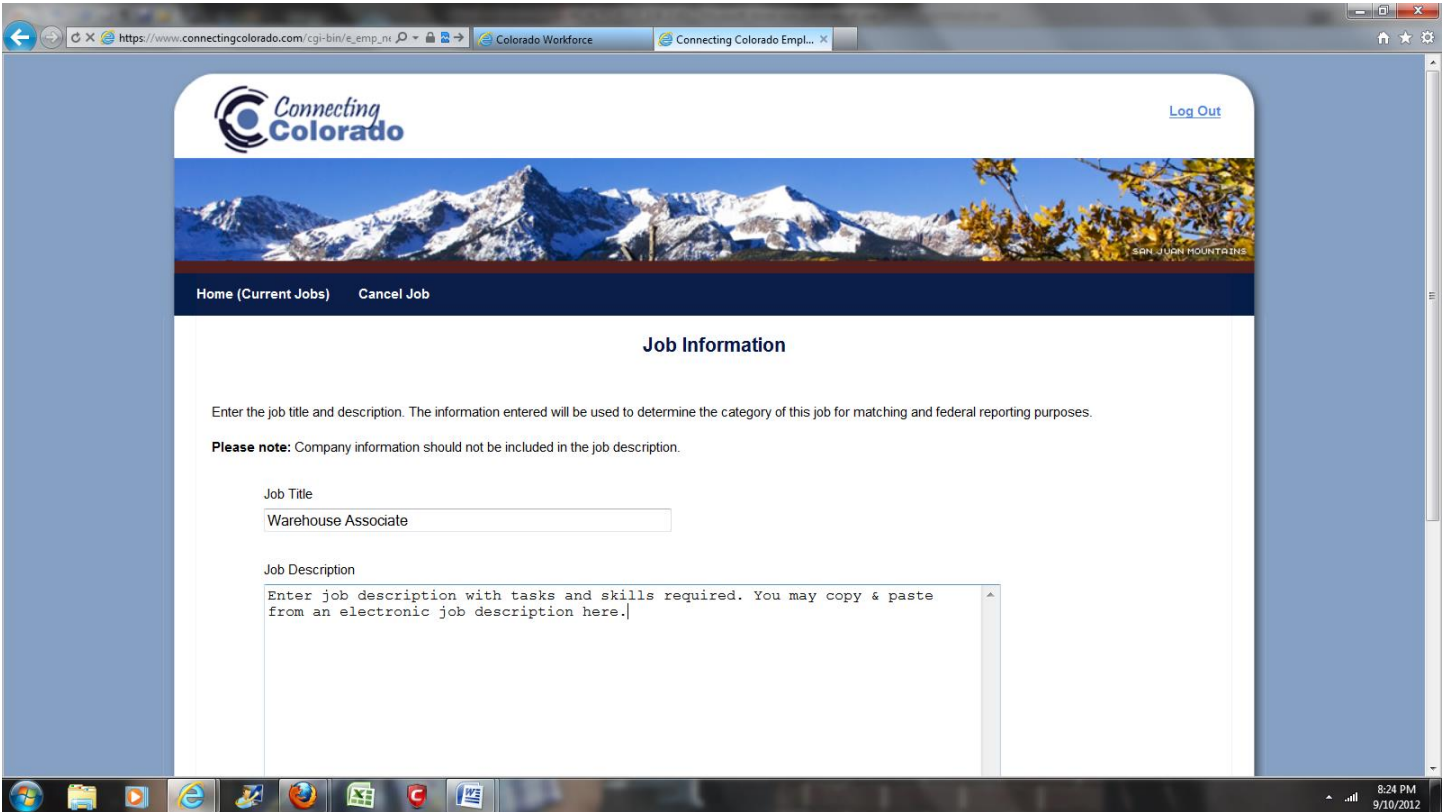 https://www.connectingcolorado.com/cgi-bin/e_emp_ne
Colorado Workforce
Connecting Colorado Empl...
Connecting
Colorado
Log Out
SAN JUAN MOUNTAINS
Home (Current Jobs) Cancel Job
Job Information
Enter the job title and description. The information entered will be used to determine the category of this job for matching and federal reporting purposes.
Please note: Company information should not be included in the job description.
Job Title
Warehouse Associate
Job Description
Enter job description with tasks and skills required. You may copy & paste
from an electronic job description here.
8:24 PM
9/10/2012